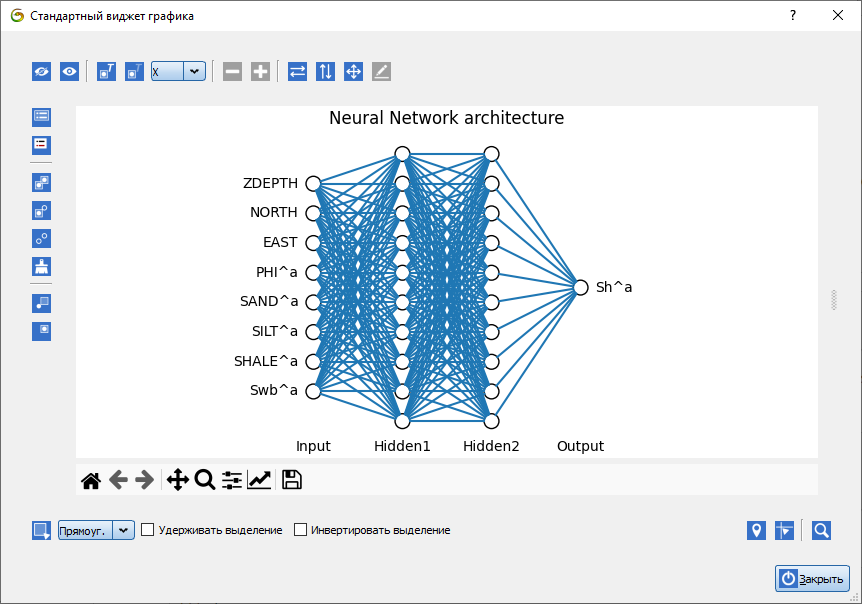 Стандартный виджет графика
?
T
T
X
Neural Network architecture
ZDEPTH
NORTH
EAST
PHI^a
SAND^a
SILT^a
SHALE^a
Swb^a
Sh^a
Input Hidden1 Hidden2 Output
Прямоуг. Удерживать выделение Инвертировать выделение
Закрыть